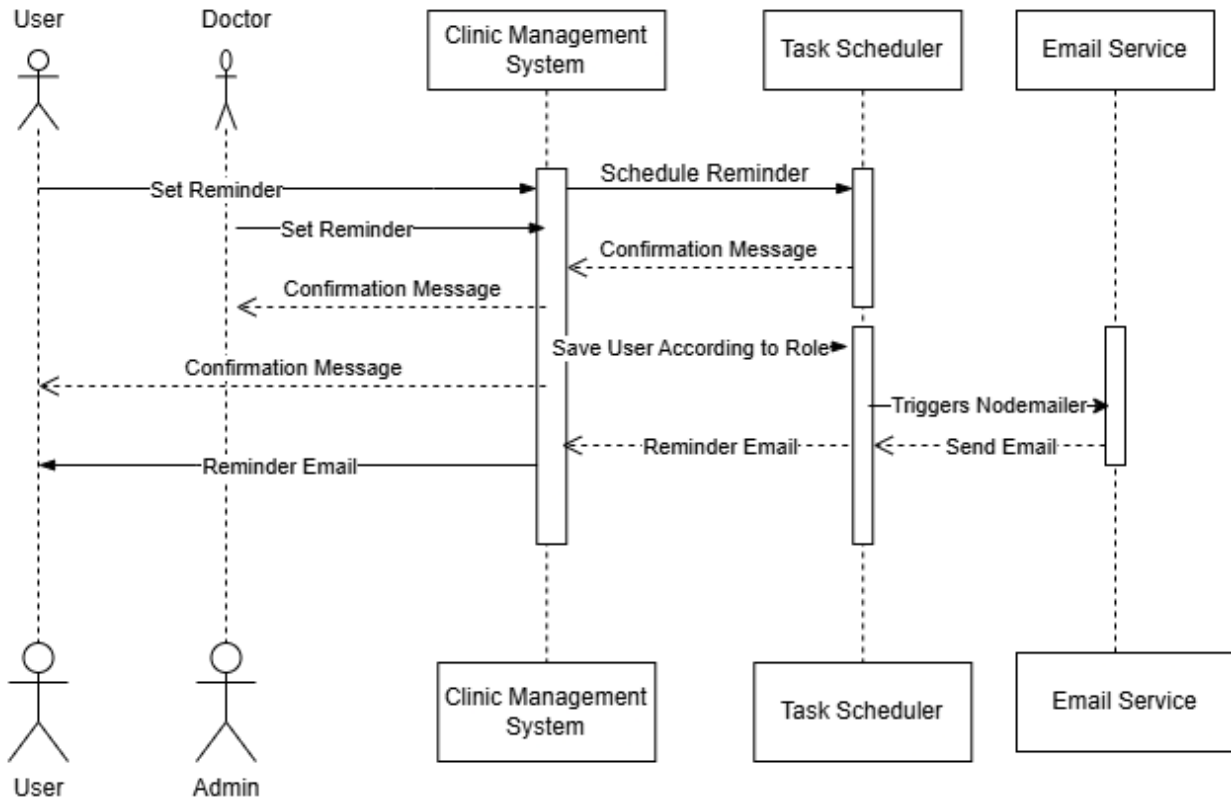 User
Doctor
Clinic Management
System
Task Scheduler
Email Service
Set Reminder
Schedule Reminder
Set Reminder
Confirmation Message
Confirmation Message
Save User According to Role
Confirmation Message
Triggers Nodemailer
Reminder Email
Send Email
Reminder Email
Clinic Management
System
Task Scheduler
Email Service
User
Admin